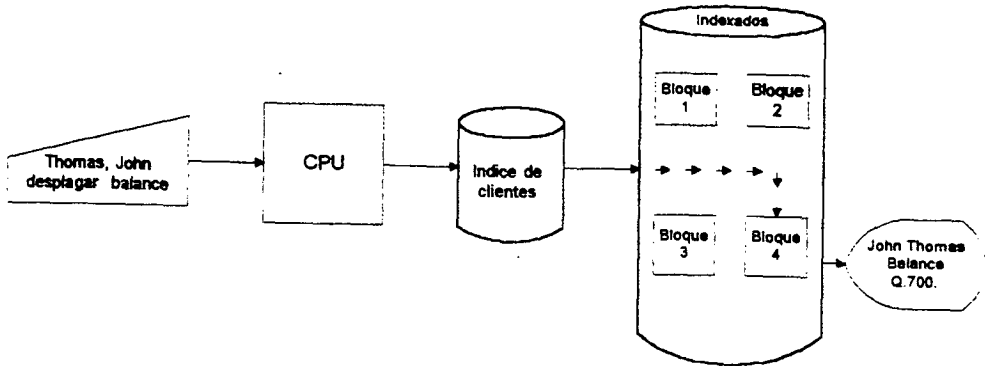 Indexados
Bloque
1
Bloque
2
Thomas, John
desplagar balance
CPU
Indice de
clientes
Bloque
3
Bloque
4
John Thomas
Balance
Q.700.